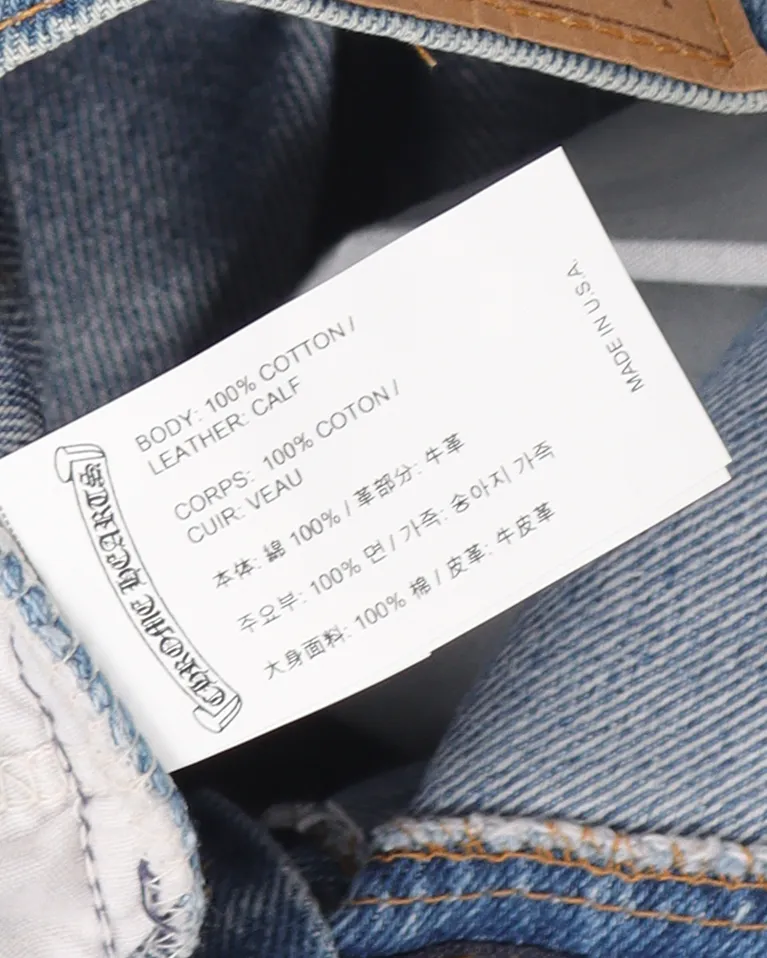 BODY: 100% COTTON /
LEATHER: CALF
CORPS: 100% COTON /
CUIR: VEAU
本体: 綿 100% / 革部分: 牛革
주요부: 100% 면 / 가죽: 송아지 가죽
大身面料: 100% 棉 / 皮革: 牛皮革
MADE IN U.S.A.
CHROME HEARTS